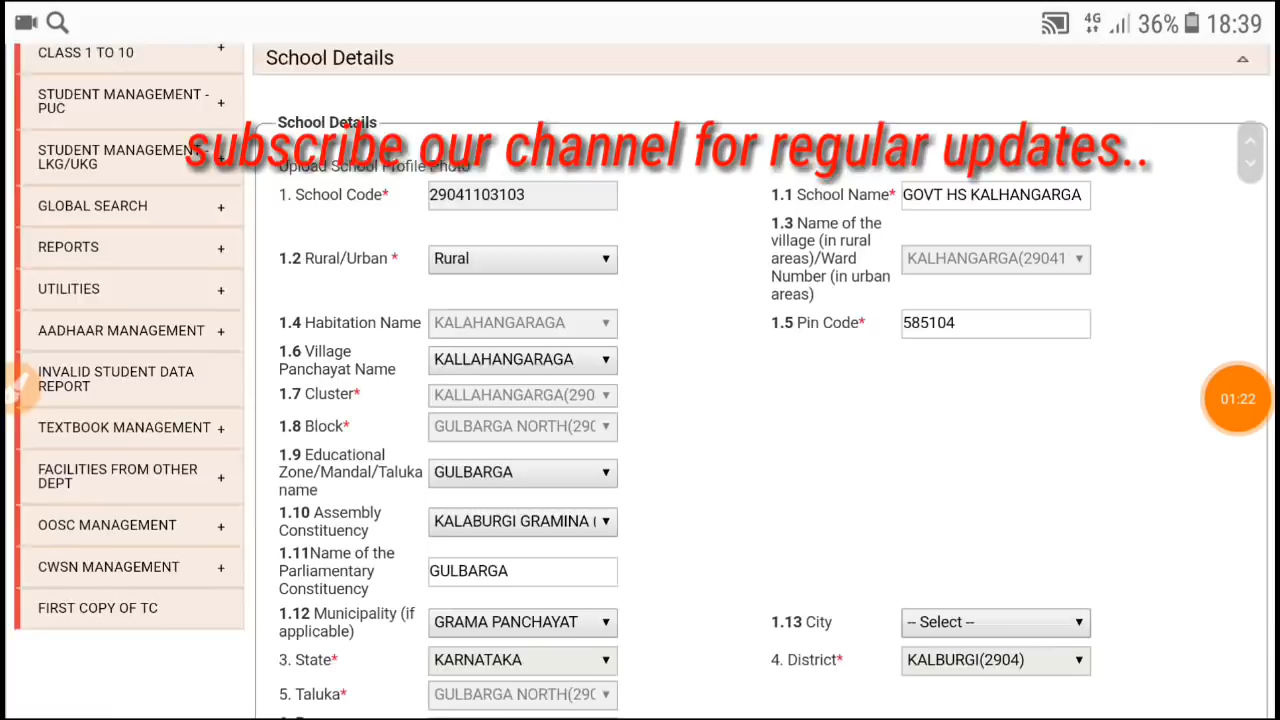 4G 36% 18:39
CLASS 1 TO 10 +
STUDENT MANAGEMENT -
PUC +
STUDENT MANAGEMENT -
LKG/UKG
GLOBAL SEARCH +
REPORTS +
UTILITIES +
AADHAAR MANAGEMENT +
INVALID STUDENT DATA
REPORT
TEXTBOOK MANAGEMENT +
FACILITIES FROM OTHER
DEPT +
OOSC MANAGEMENT +
CWSN MANAGEMENT +
FIRST COPY OF TC
School Details
School Details
subscribe our channel for regular updates..
Upload School Profile Photo
1. School Code* 29041103103
1.1 School Name* GOVT HS KALHANGARGA
1.2 Rural/Urban * Rural
1.3 Name of the
village (in rural
areas)/Ward
Number (in urban
areas)
KALHANGARGA(29041
1.4 Habitation Name KALAHANGARAGA
1.5 Pin Code* 585104
1.6 Village
Panchayat Name KALLAHANGARAGA
1.7 Cluster* KALLAHANGARGA(290
1.8 Block* GULBARGA NORTH(290
1.9 Educational
Zone/Mandal/Taluka
name
GULBARGA
1.10 Assembly
Constituency KALABURGI GRAMINA (
1.11Name of the
Parliamentary
Constituency
GULBARGA
1.12 Municipality (if
applicable) GRAMA PANCHAYAT
1.13 City -- Select --
3. State* KARNATAKA
4. District* KALBURGI(2904)
5. Taluka* GULBARGA NORTH(290
01:22